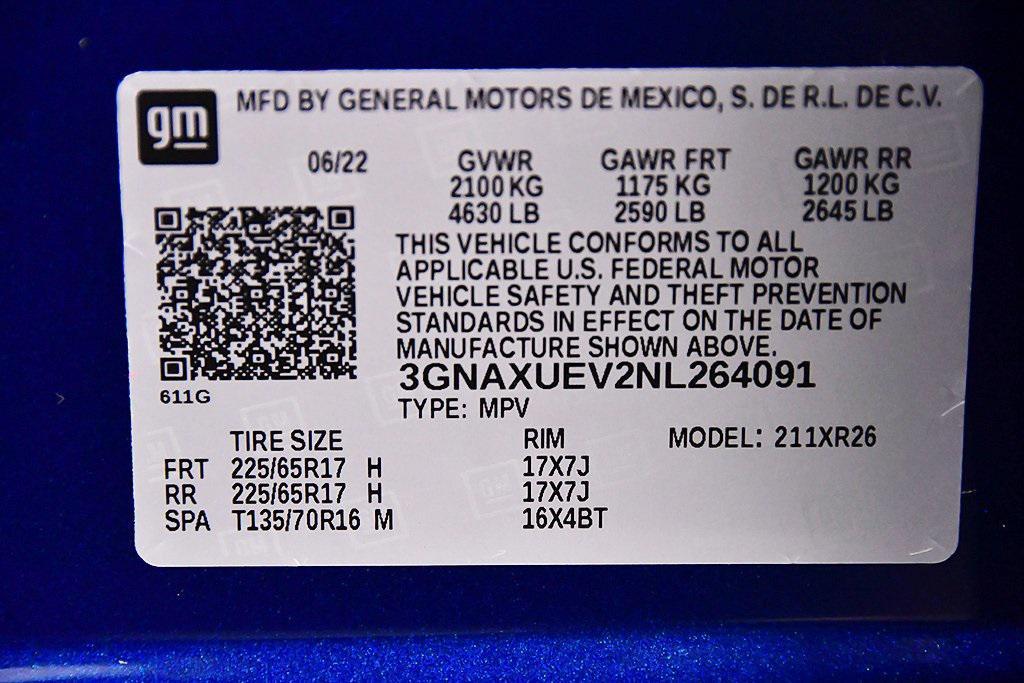 gm
MFD BY GENERAL MOTORS DE MEXICO, S. DE R.L. DE C.V.
06/22 GVWR GAWR FRT GAWR RR
2100 KG 1175 KG 1200 KG
4630 LB 2590 LB 2645 LB
THIS VEHICLE CONFORMS TO ALL
APPLICABLE U.S. FEDERAL MOTOR
VEHICLE SAFETY AND THEFT PREVENTION
STANDARDS IN EFFECT ON THE DATE OF
MANUFACTURE SHOWN ABOVE.
3GNAXUEV2NL264091
611G
TYPE: MPV
TIRE SIZE RIM MODEL: 211XR26
FRT 225/65R17 H 17X7J
RR 225/65R17 H 17X7J
SPA T135/70R16 M 16X4BT